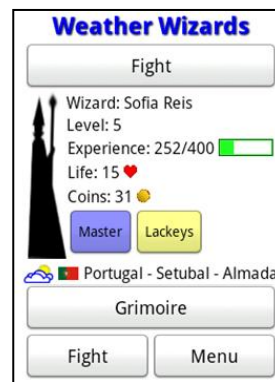 Weather Wizards
Fight
Wizard: Sofia Reis
Level: 5
Experience: 252/400
Life: 15
Coins: 31
Master Lackeys
Portugal - Setubal - Almada
Grimoire
Fight Menu